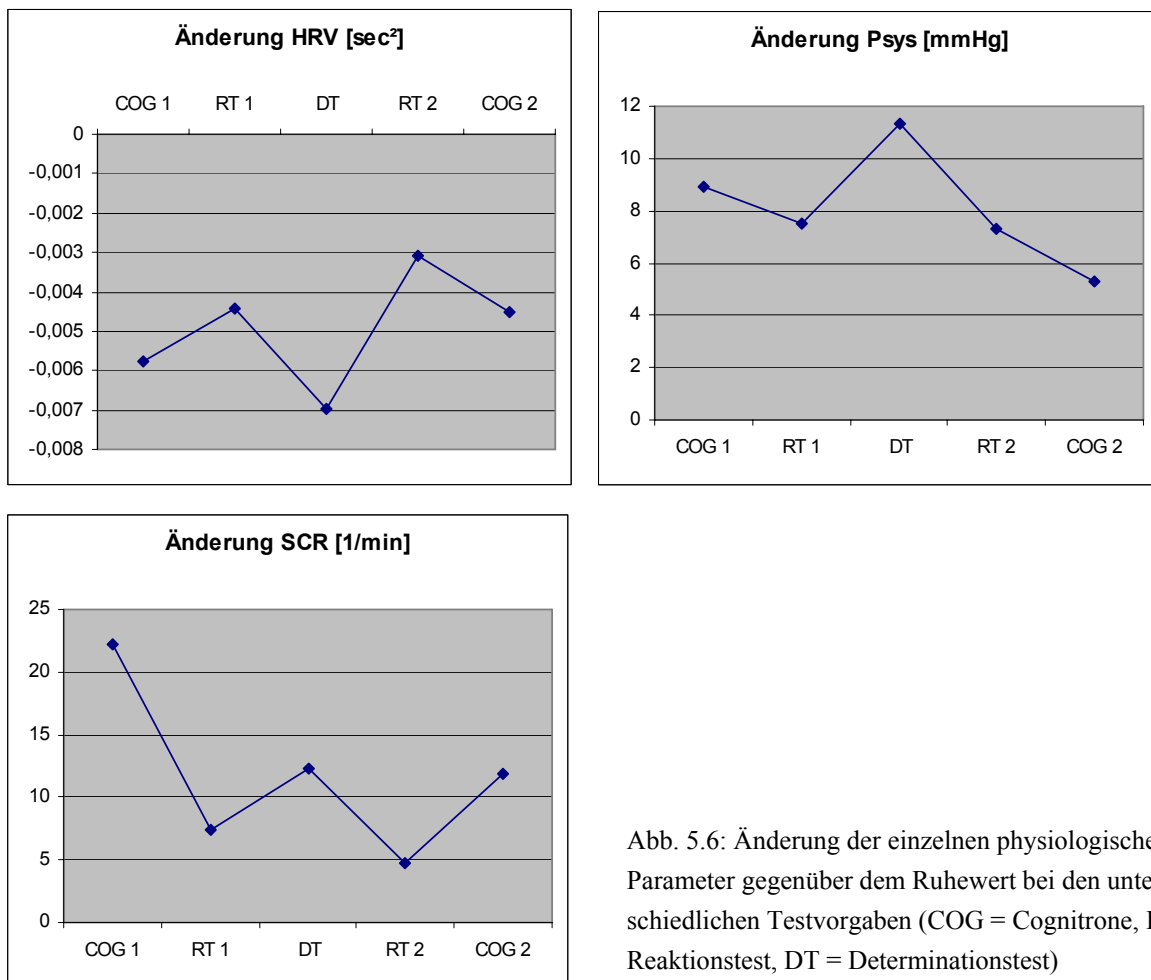 Änderung HRV [sec²]
COG 1 RT 1 DT RT 2 COG 2
0
-0,001
-0,002
-0,003
-0,004
-0,005
-0,006
-0,007
-0,008
Änderung Psys [mmHg]
12
10
8
6
4
2
0
COG 1 RT 1 DT RT 2 COG 2
Änderung SCR [1/min]
25
20
15
10
5
0
COG 1 RT 1 DT RT 2 COG 2
Abb. 5.6: Änderung der einzelnen physiologische
Parameter gegenüber dem Ruhewert bei den unte
schiedlichen Testvorgaben (COG = Cognitrone,
Reaktionstest, DT = Determinationstest)